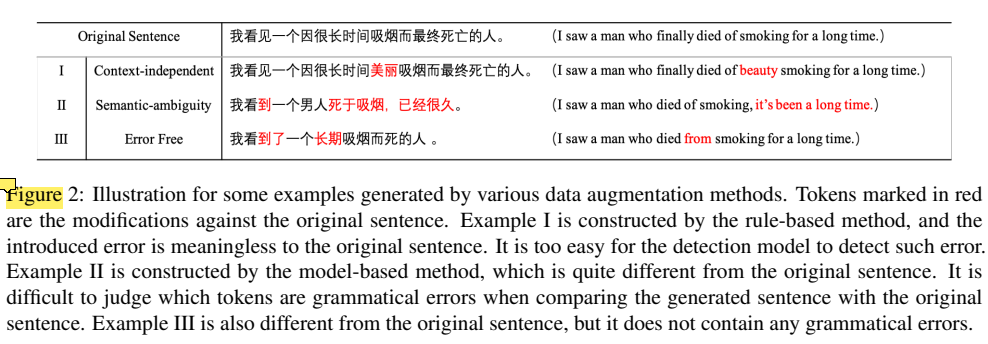 Original Sentence 我看见一个因很长时间吸烟而最终死亡的人。 (I saw a man who finally died of smoking for a long time.)
I Context-independent 我看见一个因很长时间美丽吸烟而最终死亡的人。 (I saw a man who finally died of beauty smoking for a long time.)
II Semantic-ambiguity 我看到一个男人死于吸烟，已经很久。 (I saw a man who died of smoking, it's been a long time.)
III Error Free 我看到了一个长期吸烟而死的人 。 (I saw a man who died from smoking for a long time.)
Figure 2: Illustration for some examples generated by various data augmentation methods. Tokens marked in red
are the modifications against the original sentence. Example I is constructed by the rule-based method, and the
introduced error is meaningless to the original sentence. It is too easy for the detection model to detect such error.
Example II is constructed by the model-based method, which is quite different from the original sentence. It is
difficult to judge which tokens are grammatical errors when comparing the generated sentence with the original
sentence. Example III is also different from the original sentence, but it does not contain any grammatical errors.